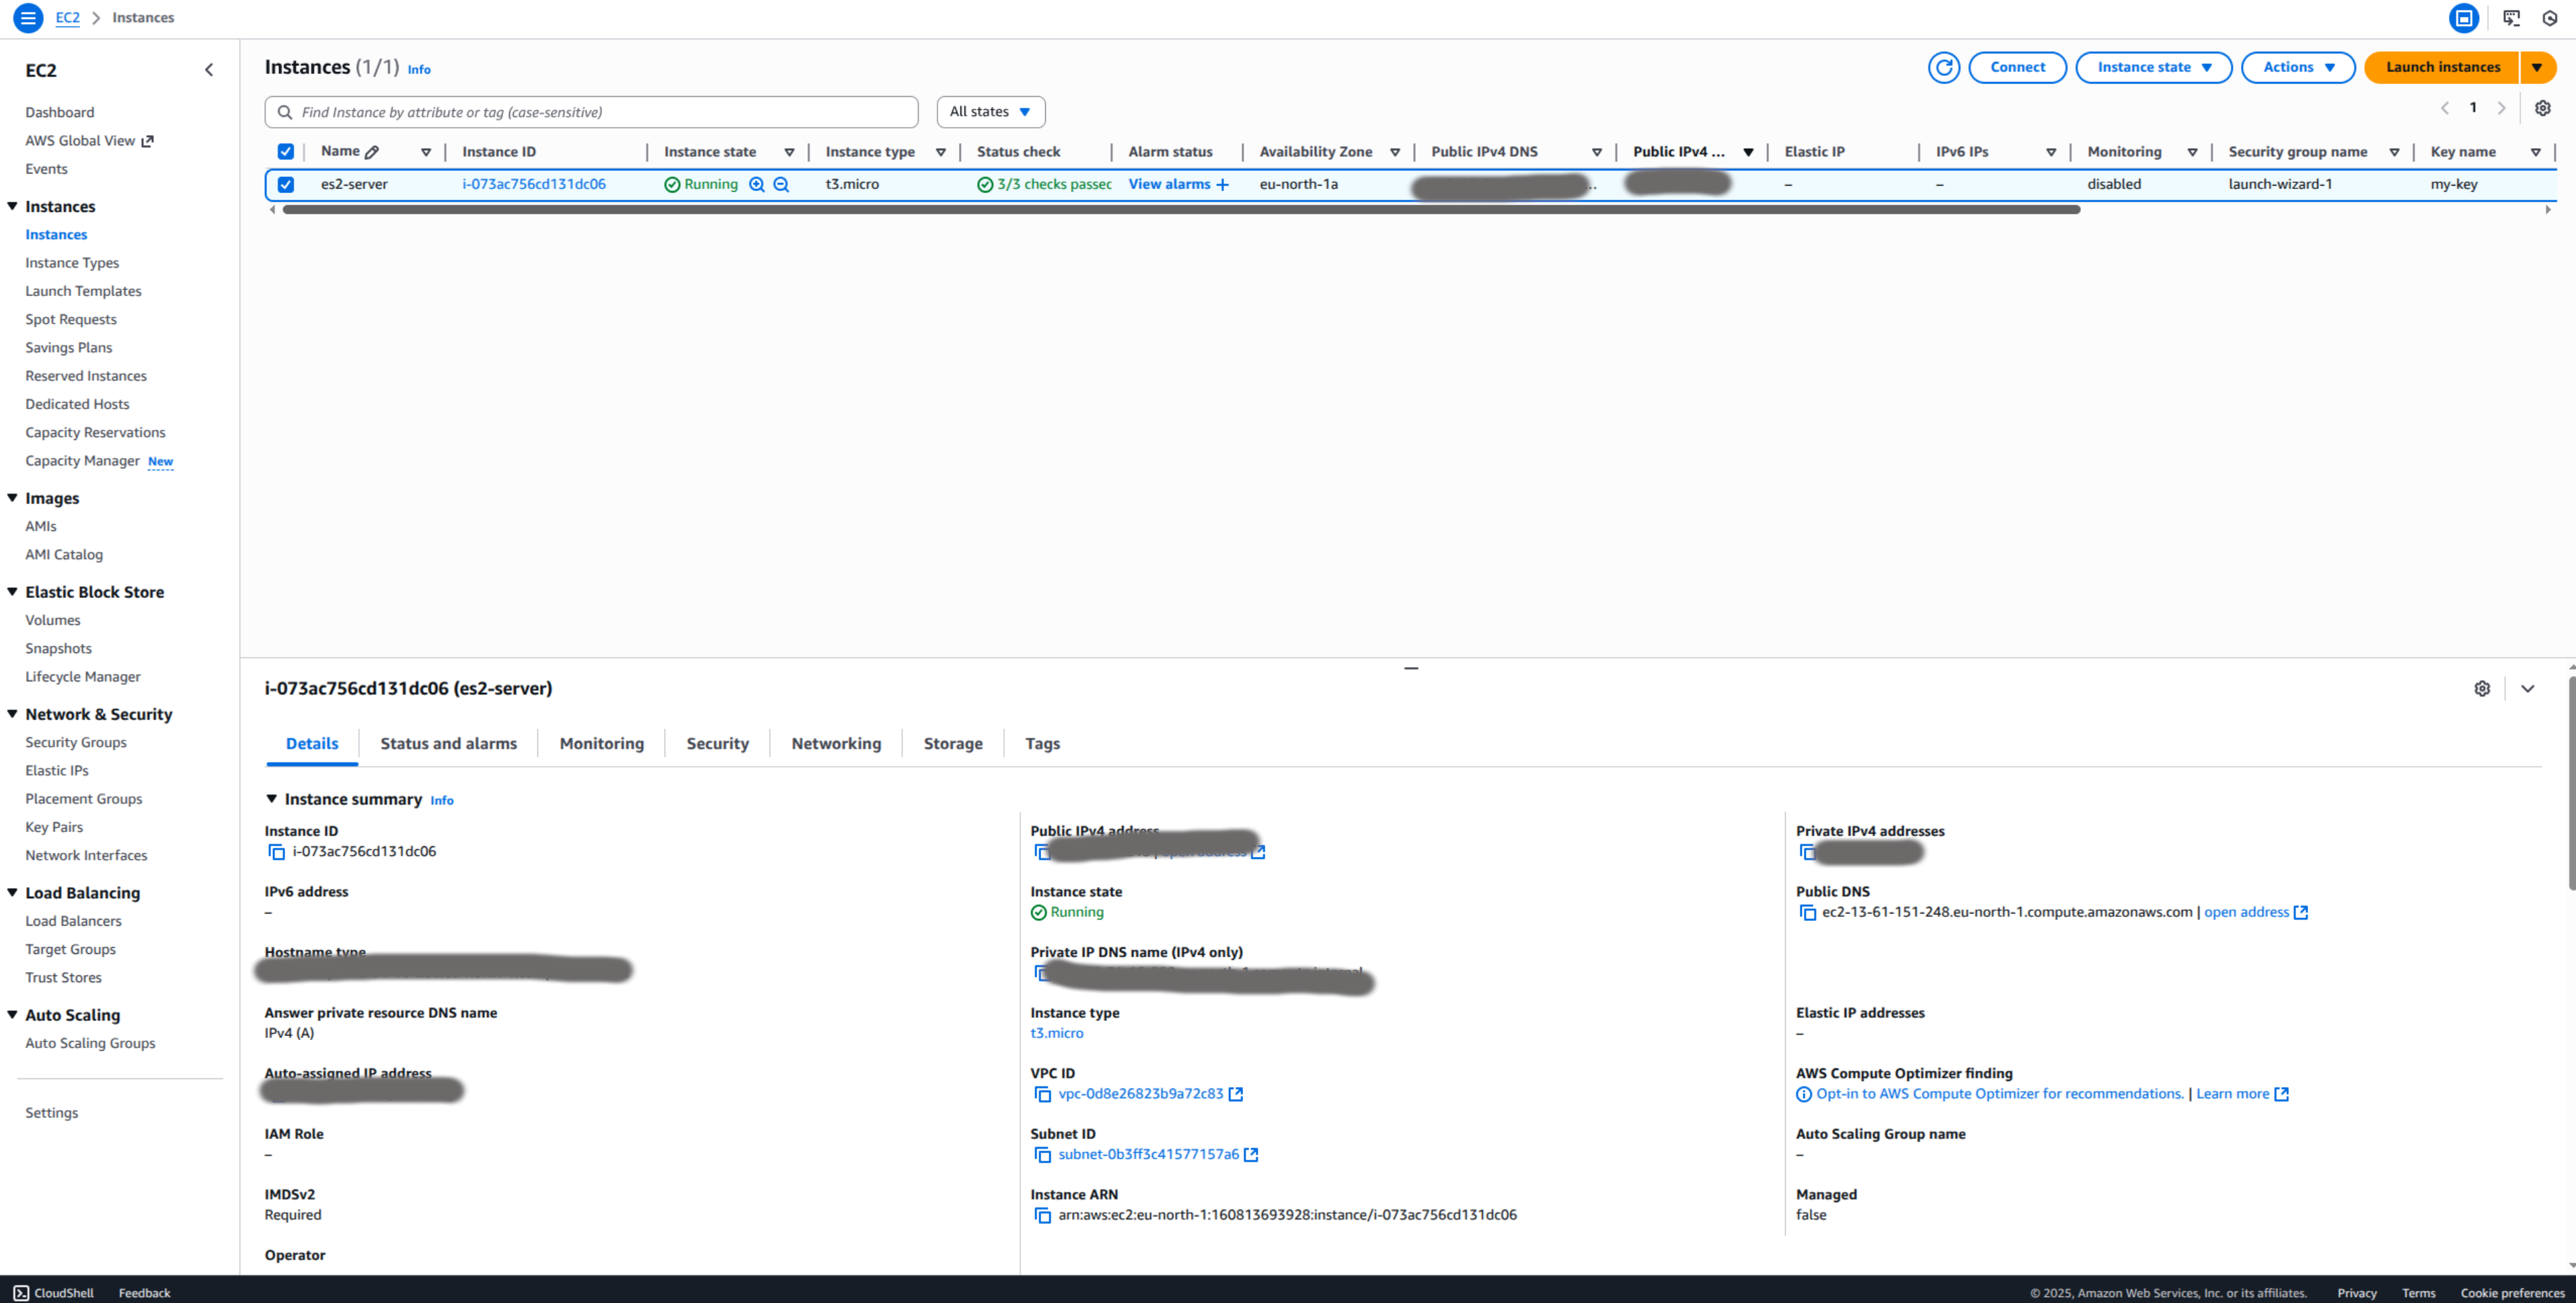 EC2 > Instances
EC2
Dashboard
AWS Global View
Events
Instances
Instances
Instance Types
Launch Templates
Spot Requests
Savings Plans
Reserved Instances
Dedicated Hosts
Capacity Reservations
Capacity Manager New
Images
AMIs
AMI Catalog
Elastic Block Store
Volumes
Snapshots
Lifecycle Manager
Network & Security
Security Groups
Elastic IPs
Placement Groups
Key Pairs
Network Interfaces
Load Balancing
Load Balancers
Target Groups
Trust Stores
Auto Scaling
Auto Scaling Groups
Settings
Instances (1/1) Info
Connect
Instance state
Actions
Launch instances
Find Instance by attribute or tag (case-sensitive)
All states
1
Name Instance ID Instance state Instance type Status check Alarm status Availability Zone Public IPv4 DNS Public IPv4 ... Elastic IP IPv6 IPs Monitoring Security group name Key name
es2-server i-073ac756cd131dc06 Running t3.micro 3/3 checks passec View alarms + eu-north-1a – – disabled launch-wizard-1 my-key
i-073ac756cd131dc06 (es2-server)
Details Status and alarms Monitoring Security Networking Storage Tags
Instance summary Info
Instance ID
i-073ac756cd131dc06
IPv6 address
–
Hostname type
Answer private resource DNS name
IPv4 (A)
Auto-assigned IP address
IAM Role
–
IMDSv2
Required
Operator
Public IPv4 address
Instance state
Running
Private IP DNS name (IPv4 only)
Instance type
t3.micro
VPC ID
vpc-0d8e26823b9a72c83
Subnet ID
subnet-0b3ff3c41577157a6
Instance ARN
arn:aws:ec2:eu-north-1:160813693928:instance/i-073ac756cd131dc06
Private IPv4 addresses
Public DNS
ec2-13-61-151-248.eu-north-1.compute.amazonaws.com | open address
Elastic IP addresses
–
AWS Compute Optimizer finding
Opt-in to AWS Compute Optimizer for recommendations. | Learn more
Auto Scaling Group name
–
Managed
false
CloudShell Feedback
© 2025, Amazon Web Services, Inc. or its affiliates. Privacy Terms Cookie preferences